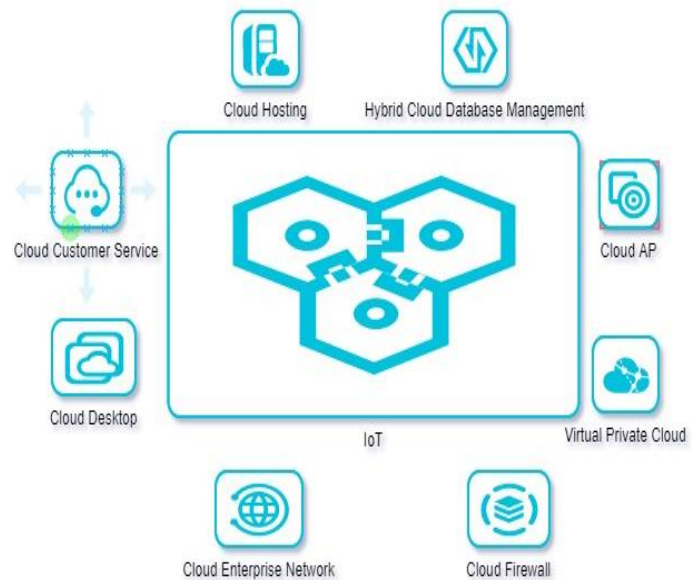 Cloud Hosting
Hybrid Cloud Database Management
Cloud Customer Service
Cloud AP
Cloud Desktop
IoT
Virtual Private Cloud
Cloud Enterprise Network
Cloud Firewall